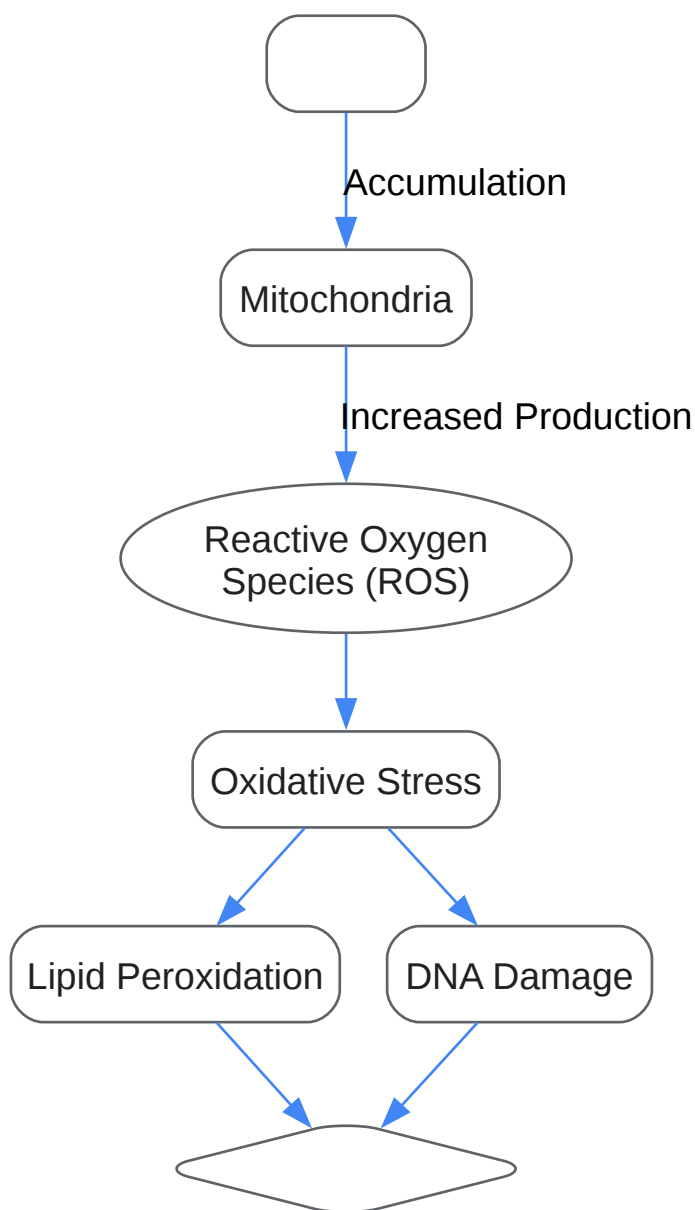 Accumulation
Mitochondria
Increased Production
Reactive Oxygen
Species (ROS)
Oxidative Stress
Lipid Peroxidation
DNA Damage